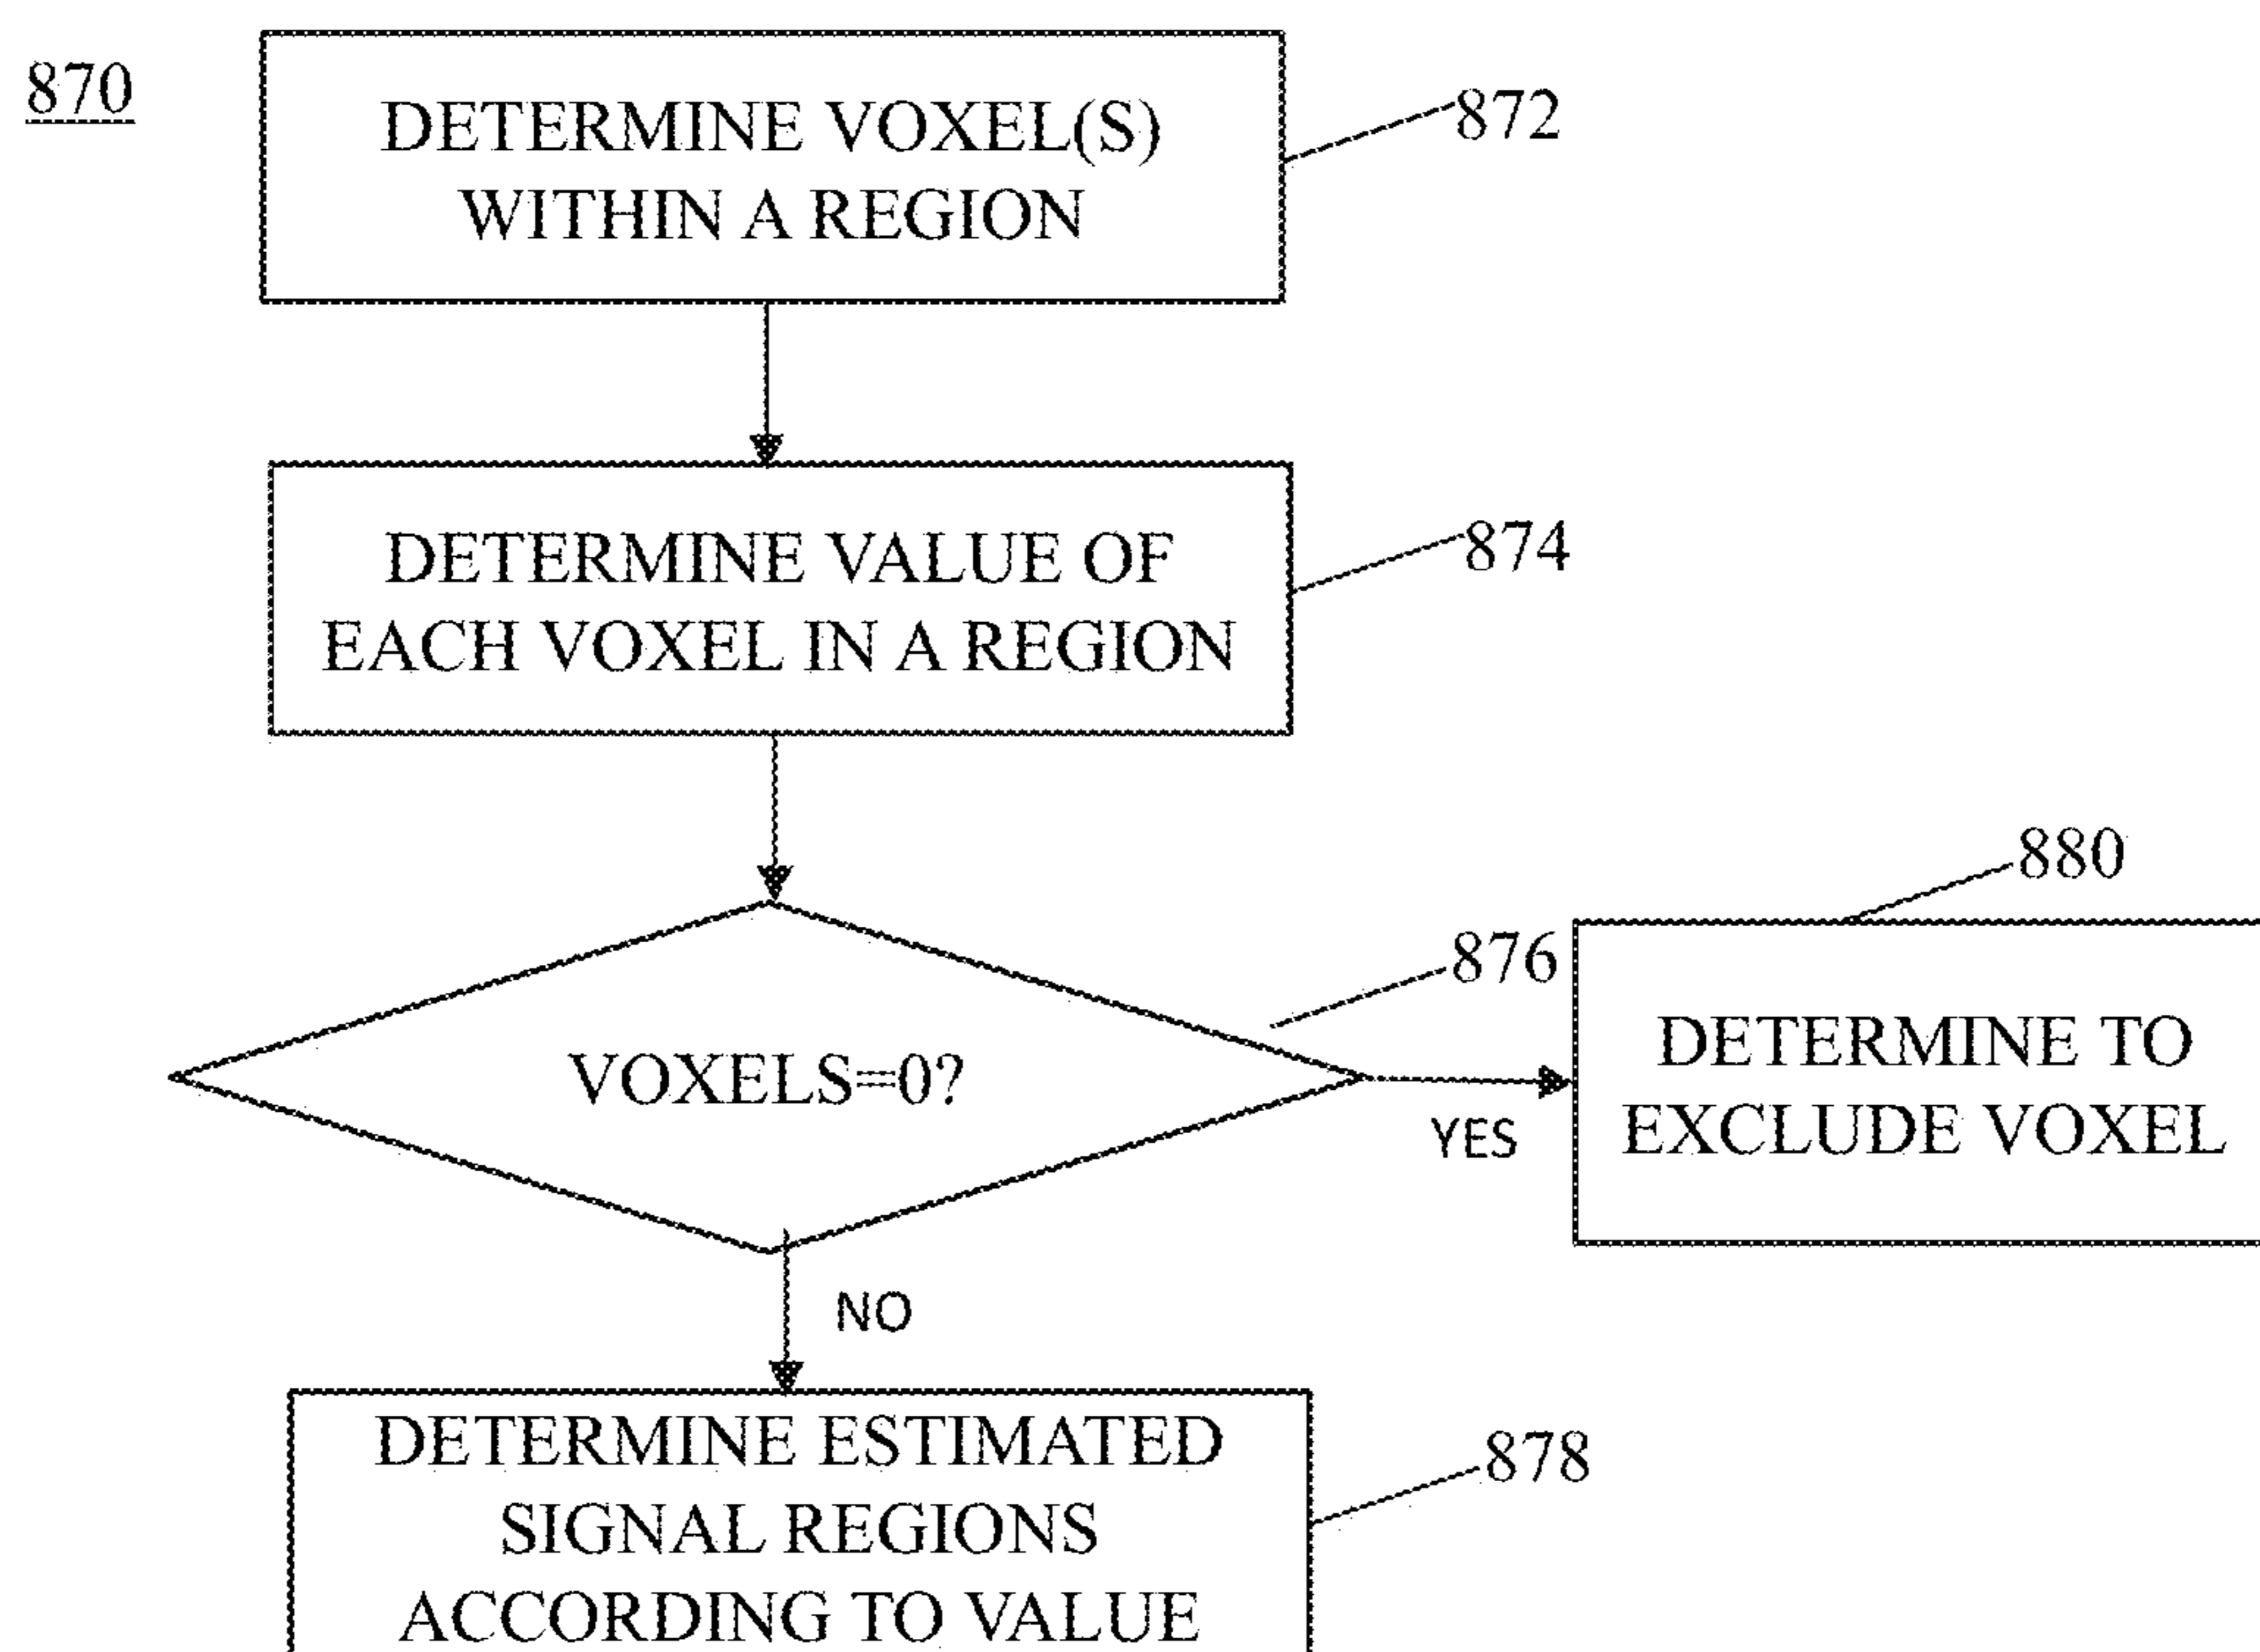 870
DETERMINE VOXEL(S)
WITHIN A REGION
872
DETERMINE VALUE OF
EACH VOXEL IN A REGION
874
VOXELS=0?
876
YES
880
DETERMINE TO
EXCLUDE VOXEL
NO
DETERMINE ESTIMATED
SIGNAL REGIONS
ACCORDING TO VALUE
878